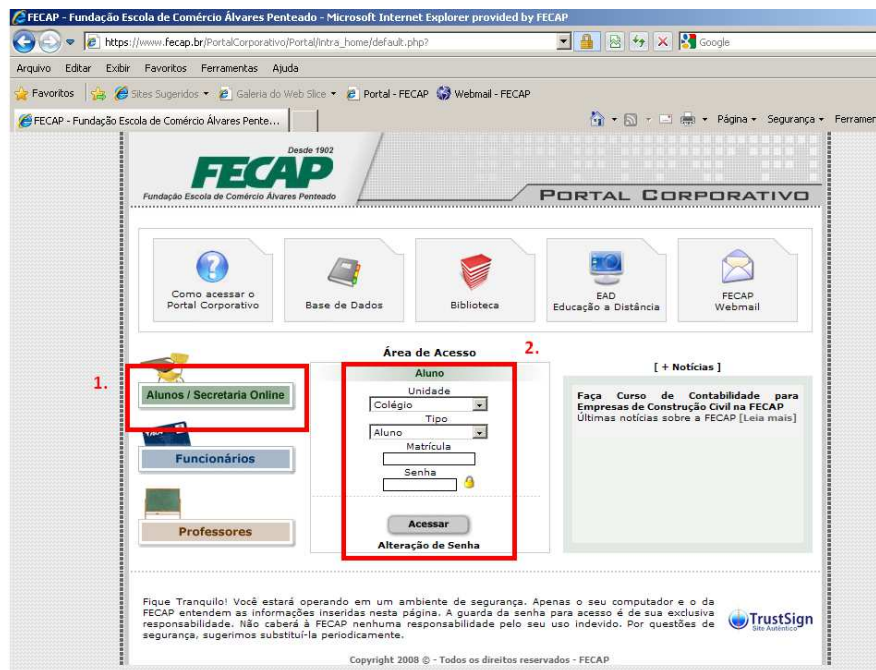 FECAP - Fundação Escola de Comércio Álvares Penteado - Microsoft Internet Explorer provided by FECAP
https://www.fecap.br/PortalCorporativo/Portal/intra_home/default.php?
Google
Arquivo Editar Exibir Favoritos Ferramentas Ajuda
Favoritos Sites Sugeridos Galeria do Web Slice Portal - FECAP Webmail - FECAP
FECAP - Fundação Escola de Comércio Álvares Pente...
Página Segurança Ferramen
Desde 1902
FECAP
Fundação Escola de Comércio Álvares Penteado
PORTAL CORPORATIVO
Como acessar o
Portal Corporativo
Base de Dados
Biblioteca
EAD
Educação a Distância
FECAP
Webmail
1.
Alunos / Secretaria Online
Funcionários
Professores
Área de Acesso
2.
Aluno
Unidade
Colégio
Tipo
Aluno
Matrícula
Senha
Acessar
Alteração de Senha
[ + Notícias ]
Faça Curso de Contabilidade para
Empresas de Construção Civil na FECAP
Últimas notícias sobre a FECAP [Leia mais]
Fique Tranquilo! Você estará operando em um ambiente de segurança. Apenas o seu computador e o da
FECAP entendem as informações inseridas nesta página. A guarda da senha para acesso é de sua exclusiva
responsabilidade. Não caberá à FECAP nenhuma responsabilidade pelo seu uso indevido. Por questões de
segurança, sugerimos substituí-la periodicamente.
TrustSign
Site Autêntico
Copyright 2008 © - Todos os direitos reservados - FECAP